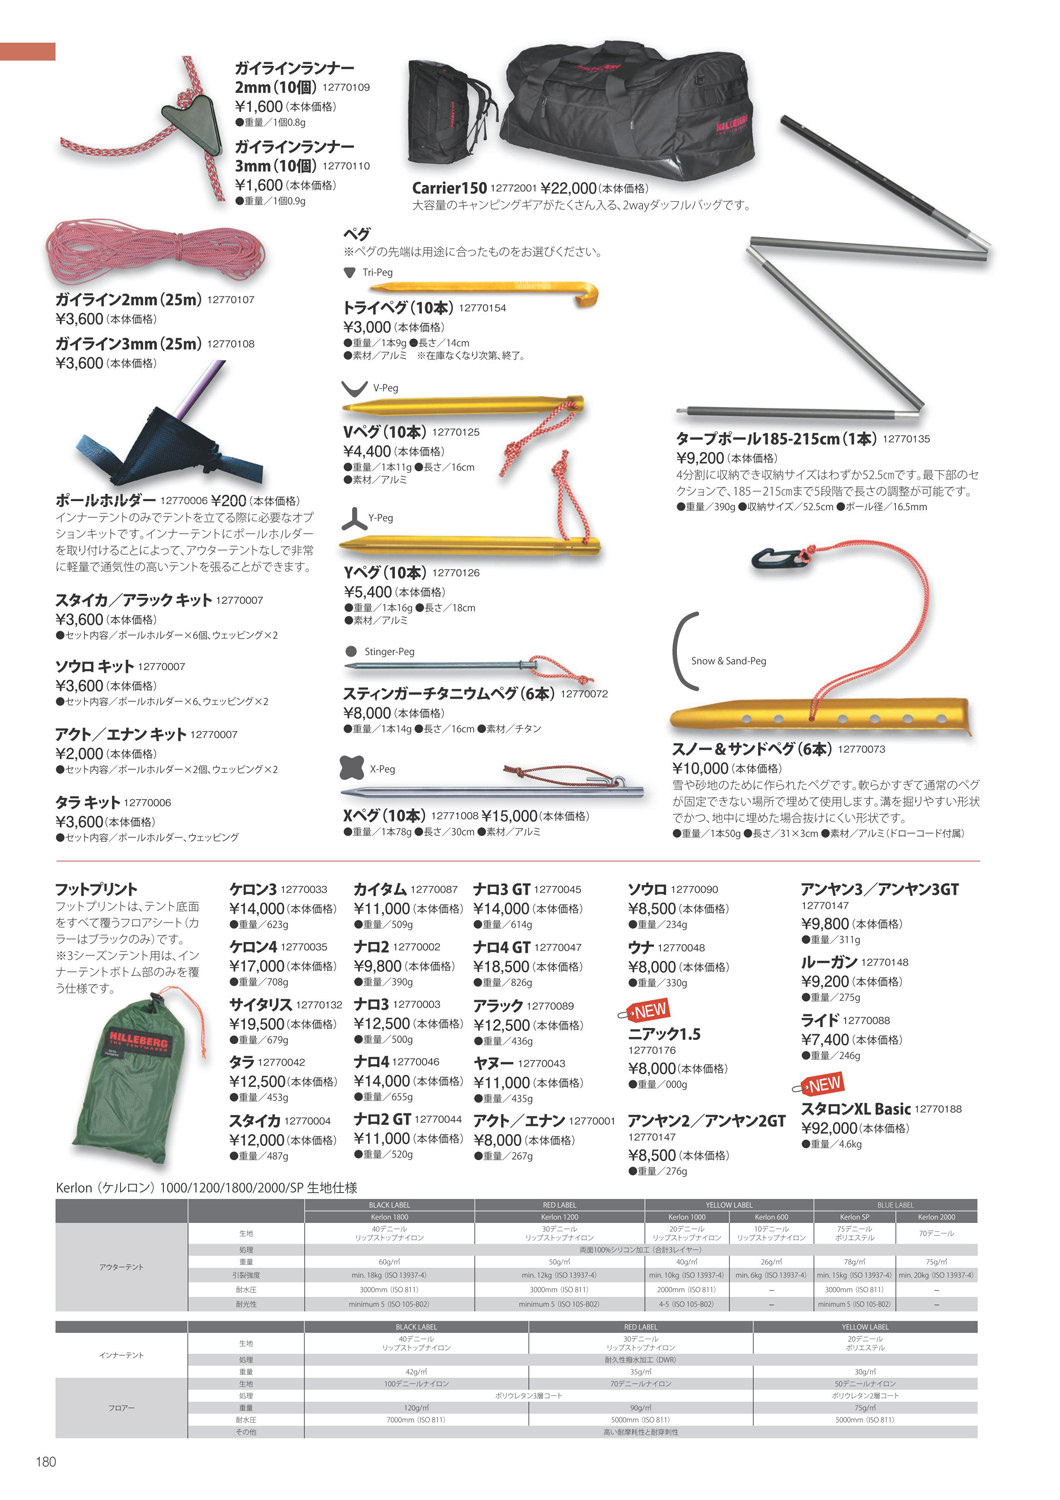 ガイラインランナー
2mm（10個） 12770109
¥1,600（本体価格）
●重量／1個0.8g
ガイラインランナー
3mm（10個） 12770110
¥1,600（本体価格）
●重量／1個0.9g
HILLEBERG
Carrier150 12772001 ¥22,000（本体価格）
大容量のキャンピングギアがたくさん入る、2wayダッフルバッグです。
ガイライン2mm（25m） 12770107
¥3,600（本体価格）
ガイライン3mm（25m） 12770108
¥3,600（本体価格）
ポールホルダー 12770006 ¥200（本体価格）
インナーテントのみでテントを立てる際に必要なオプ
ションキットです。インナーテントにポールホルダー
を取り付けることによって、アウターテントなしで非常
に軽量で通気性の高いテントを張ることができます。
スタイカ／アラック キット 12770007
¥3,600（本体価格）
●セット内容／ポールホルダー×6個、ウェッピング×2
ソウロ キット 12770007
¥3,600（本体価格）
●セット内容／ポールホルダー×6、ウェッピング×2
アクト／エナン キット 12770007
¥2,000（本体価格）
●セット内容／ポールホルダー×2個、ウェッピング×2
タラ キット 12770006
¥3,600（本体価格）
●セット内容／ポールホルダー、ウェッピング
ペグ
※ペグの先端は用途に合ったものをお選びください。
Tri-Peg
トライペグ（10本） 12770154
¥3,000（本体価格）
●重量／1本9g ●長さ／14cm
●素材／アルミ ※在庫なくなり次第、終了。
V-Peg
Vペグ（10本） 12770125
¥4,400（本体価格）
●重量／1本11g ●長さ／16cm
●素材／アルミ
Y-Peg
Yペグ（10本） 12770126
¥5,400（本体価格）
●重量／1本16g ●長さ／18cm
●素材／アルミ
Stinger-Peg
スティンガーチタニウムペグ（6本） 12770072
¥8,000（本体価格）
●重量／1本14g ●長さ／16cm ●素材／チタン
X-Peg
Xペグ（10本） 12771008 ¥15,000（本体価格）
●重量／1本78g ●長さ／30cm ●素材／アルミ
タープポール185-215cm（1本） 12770135
¥9,200（本体価格）
4分割に収納でき収納サイズはわずか52.5㎝です。最下部のセ
クションで、185－215cmまで5段階で長さの調整が可能です。
●重量／390g ●収納サイズ／52.5cm ●ポール径／16.5mm
Snow & Sand-Peg
スノー＆サンドペグ（6本） 12770073
¥10,000（本体価格）
雪や砂地のために作られたペグです。軟らかすぎて通常のペグ
が固定できない場所で埋めて使用します。溝を掘りやすい形状
でかつ、地中に埋めた場合抜けにくい形状です。
●重量／1本50g ●長さ／31×3cm ●素材／アルミ（ドローコード付属）
フットプリント
フットプリントは、テント底面
をすべて覆うフロアシート（カ
ラーはブラックのみ）です。
※3シーズンテント用は、イン
ナーテントボトム部のみを覆
う仕様です。
HILLEBERG
ケロン3 12770033
¥14,000（本体価格）
●重量／623g
ケロン4 12770035
¥17,000（本体価格）
●重量／708g
サイタリス 12770132
¥19,500（本体価格）
●重量／679g
タラ 12770042
¥12,500（本体価格）
●重量／453g
スタイカ 12770004
¥12,000（本体価格）
●重量／487g
カイタム 12770087
¥11,000（本体価格）
●重量／509g
ナロ2 12770002
¥9,800（本体価格）
●重量／390g
ナロ3 12770003
¥12,500（本体価格）
●重量／500g
ナロ4 12770046
¥14,000（本体価格）
●重量／655g
ナロ2 GT 12770044
¥11,000（本体価格）
●重量／520g
ナロ3 GT 12770045
¥14,000（本体価格）
●重量／614g
ナロ4 GT 12770047
¥18,500（本体価格）
●重量／826g
アラック 12770089
¥12,500（本体価格）
●重量／436g
ヤヌー 12770043
¥11,000（本体価格）
●重量／435g
アクト／エナン 12770001
¥8,000（本体価格）
●重量／267g
ソウロ 12770090
¥8,500（本体価格）
●重量／234g
ウナ 12770048
¥8,000（本体価格）
●重量／330g
NEW
ニアック1.5
12770176
¥8,000（本体価格）
●重量／000g
アンヤン2／アンヤン2GT
12770147
¥8,500（本体価格）
●重量／276g
アンヤン3／アンヤン3GT
12770147
¥9,800（本体価格）
●重量／311g
ルーガン 12770148
¥9,200（本体価格）
●重量／275g
ライド 12770088
¥7,400（本体価格）
●重量／246g
NEW
スタロンXL Basic 12770188
¥92,000（本体価格）
●重量／4.6kg
Kerlon（ケルロン）1000/1200/1800/2000/SP 生地仕様
BLACK LABEL RED LABEL YELLOW LABEL BLUE LABEL
Kerlon 1800 Kerlon 1200 Kerlon 1000 Kerlon 600 Kerlon SP Kerlon 2000
アウターテント
生地 40デニール リップストップナイロン 30デニール リップストップナイロン 20デニール リップストップナイロン 10デニール リップストップナイロン 75デニール ポリエステル 70デニール
処理 両面100%シリコン加工（合計3レイヤー）
重量 60g/㎡ 50g/㎡ 40g/㎡ 26g/㎡ 78g/㎡ 75g/㎡
引裂強度 min. 18kg（ISO 13937-4） min. 12kg（ISO 13937-4） min. 10kg（ISO 13937-4） min. 6kg（ISO 13937-4） min. 15kg（ISO 13937-4） min. 20kg（ISO 13937-4）
耐水圧 3000mm（ISO 811） 3000mm（ISO 811） 2000mm（ISO 811） － 3000mm（ISO 811） －
耐光性 minimum 5（ISO 105-B02） minimum 5（ISO 105-B02） 4-5（ISO 105-B02） － minimum 5（ISO 105-B02） －
BLACK LABEL RED LABEL YELLOW LABEL
インナーテント
生地 40デニール リップストップナイロン 30デニール リップストップナイロン 20デニール ポリエステル
処理 耐久性撥水加工（DWR）
重量 42g/㎡ 35g/㎡ 30g/㎡
フロアー
生地 100デニールナイロン 70デニールナイロン 50デニールナイロン
処理 ポリウレタン3層コート ポリウレタン2層コート
重量 120g/㎡ 90g/㎡ 75g/㎡
耐水圧 7000mm（ISO 811） 5000mm（ISO 811） 5000mm（ISO 811）
その他 高い耐摩耗性と耐穿刺性
180